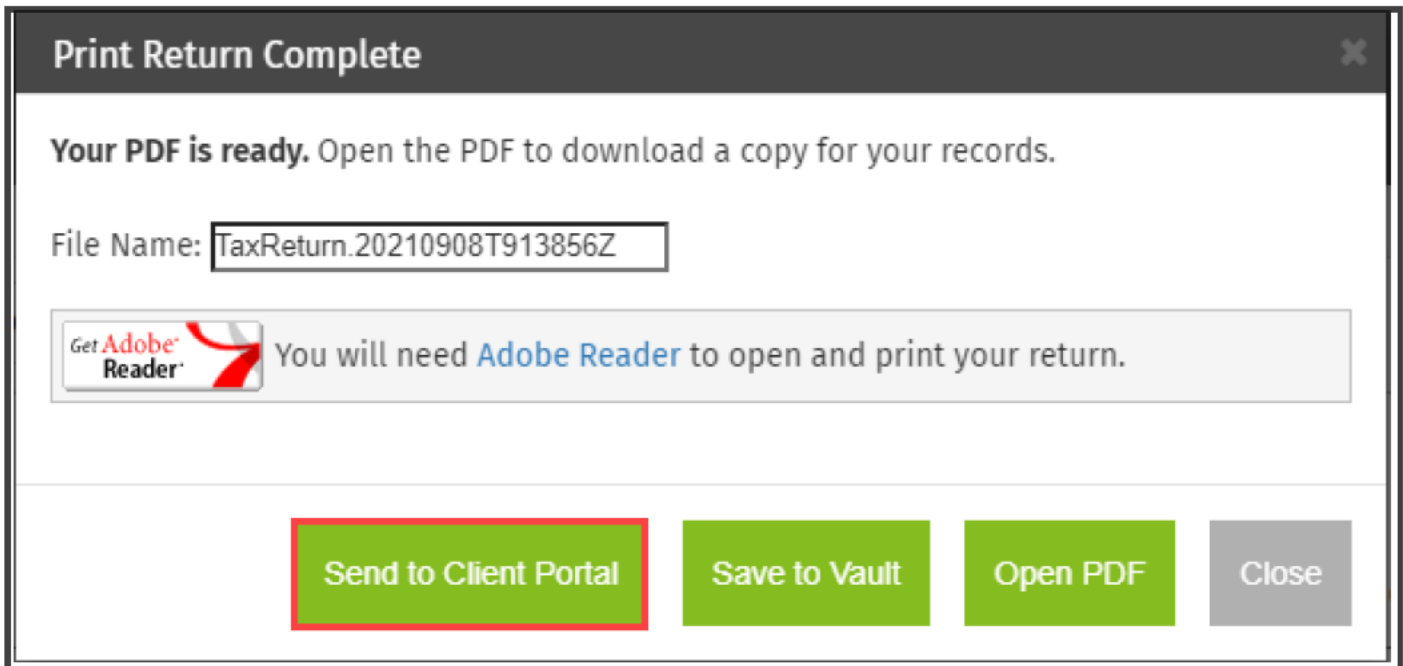 Print Return Complete
Your PDF is ready. Open the PDF to download a copy for your records.
File Name: TaxReturn.20210908T913856Z
Get Adobe Reader
You will need Adobe Reader to open and print your return.
Send to Client Portal
Save to Vault
Open PDF
Close